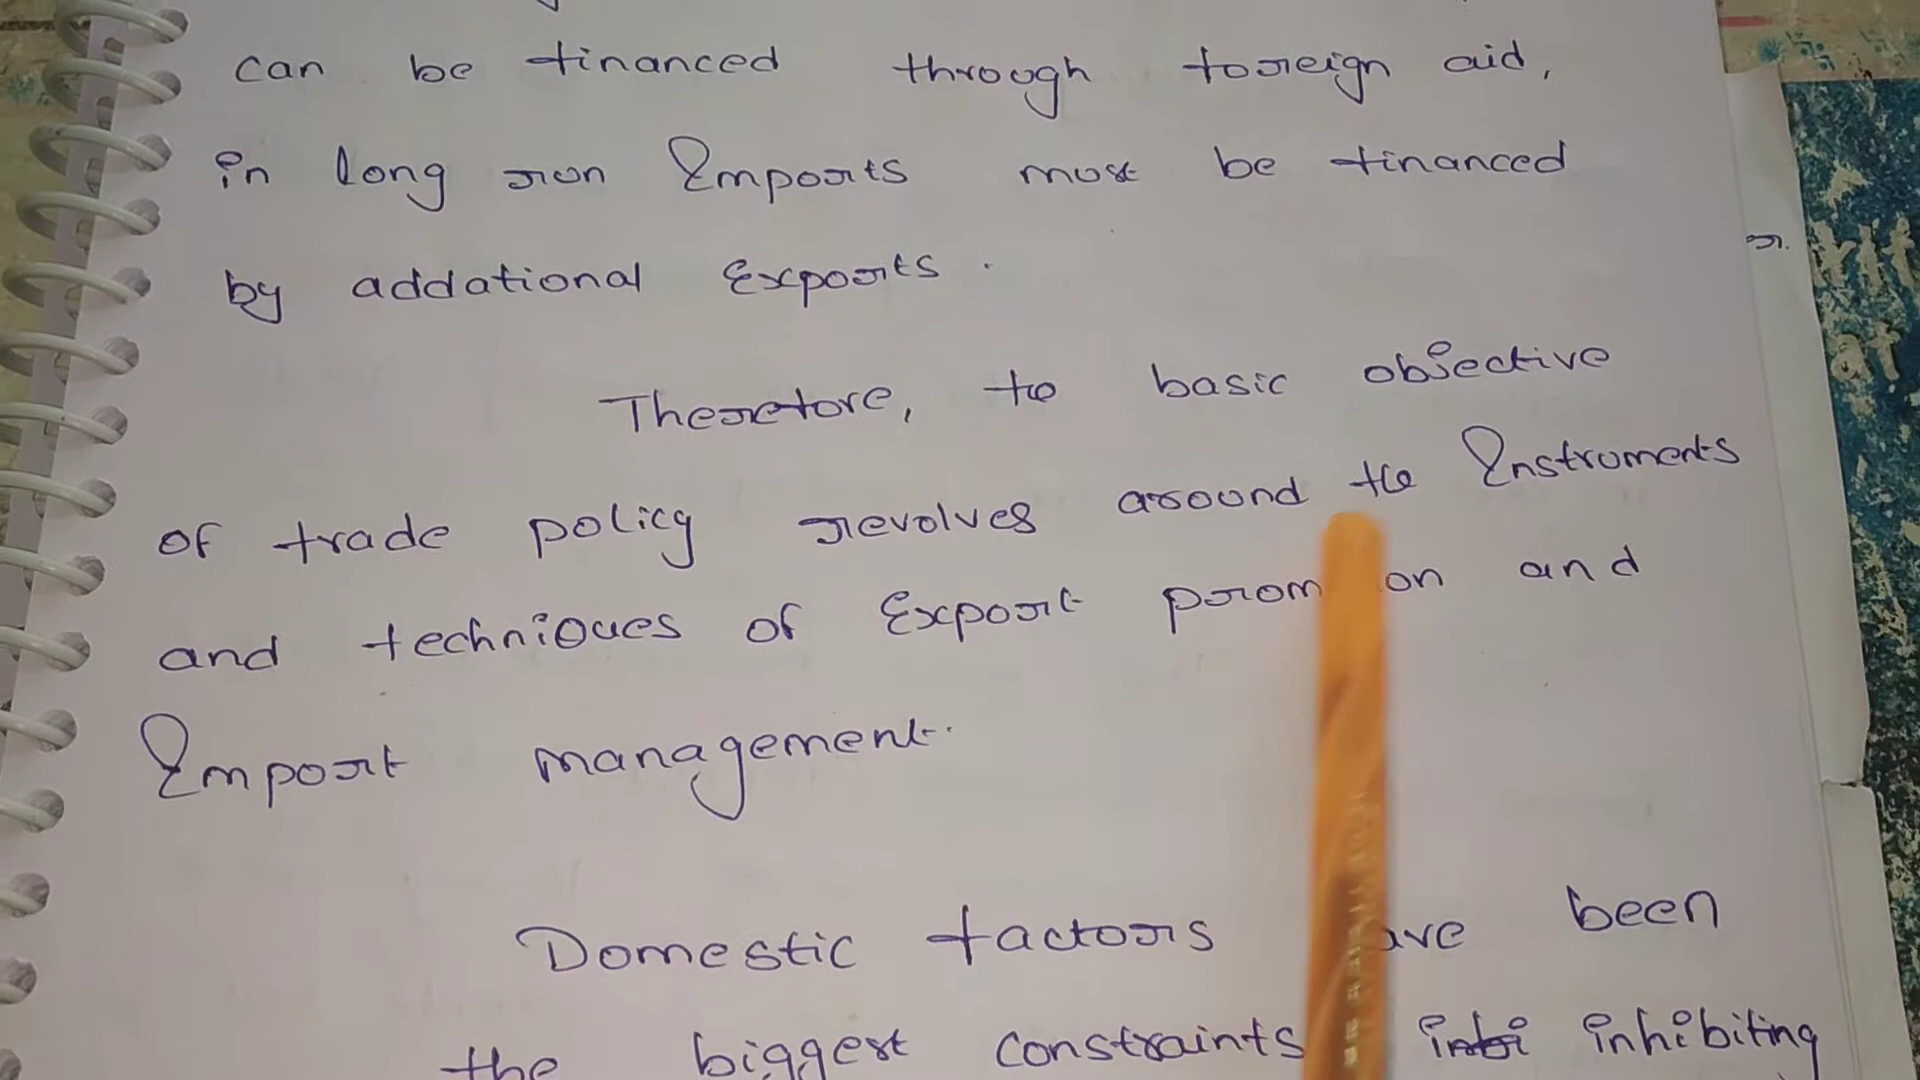 can be financed through foreign aid,
in long run Imports must be financed
by addational Exports.
Therefore, the basic objective
of trade policy revolves around the Instruments
and techniques of Export prom on and
Import management.
Domestic factors ave been
the biggest constraints inhibiting